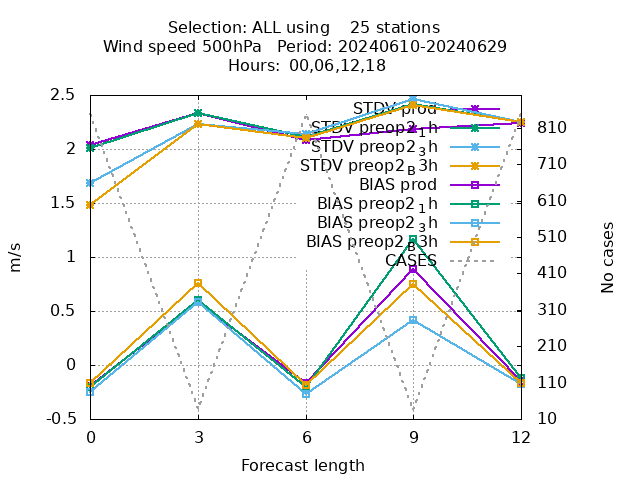 Selection: ALL using 25 stations
Wind speed 500hPa Period: 20240610-20240629
Hours: 00,06,12,18
STDV prod
STDV preop2_1h
STDV preop2_3h
STDV preop2_B3h
BIAS prod
BIAS preop2_1h
BIAS preop2_3h
BIAS preop2_B3h
CASES
2.5
2
1.5
1
0.5
0
-0.5
810
710
610
510
410
310
210
110
10
0 3 6 9 12
m/s
No cases
Forecast length